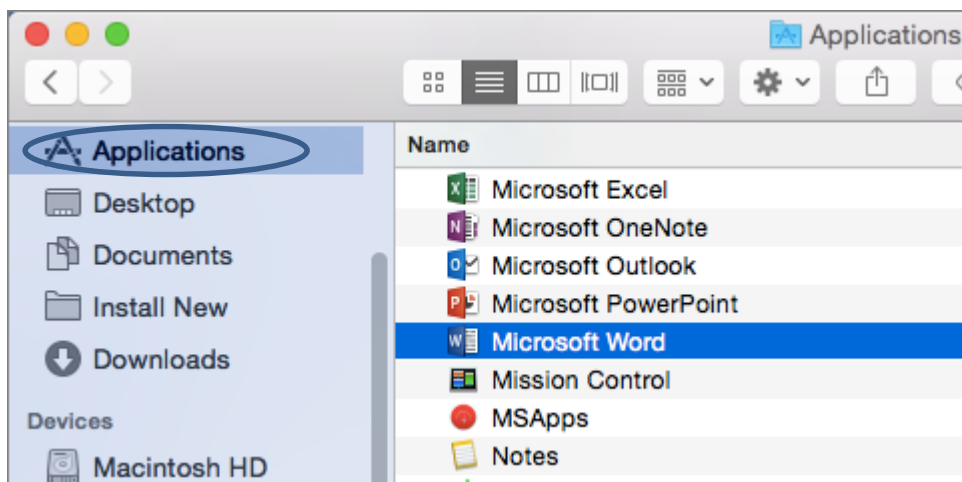 Applications
Applications
Desktop
Documents
Install New
Downloads
Devices
Macintosh HD
Name
Microsoft Excel
Microsoft OneNote
Microsoft Outlook
Microsoft PowerPoint
Microsoft Word
Mission Control
MSApps
Notes